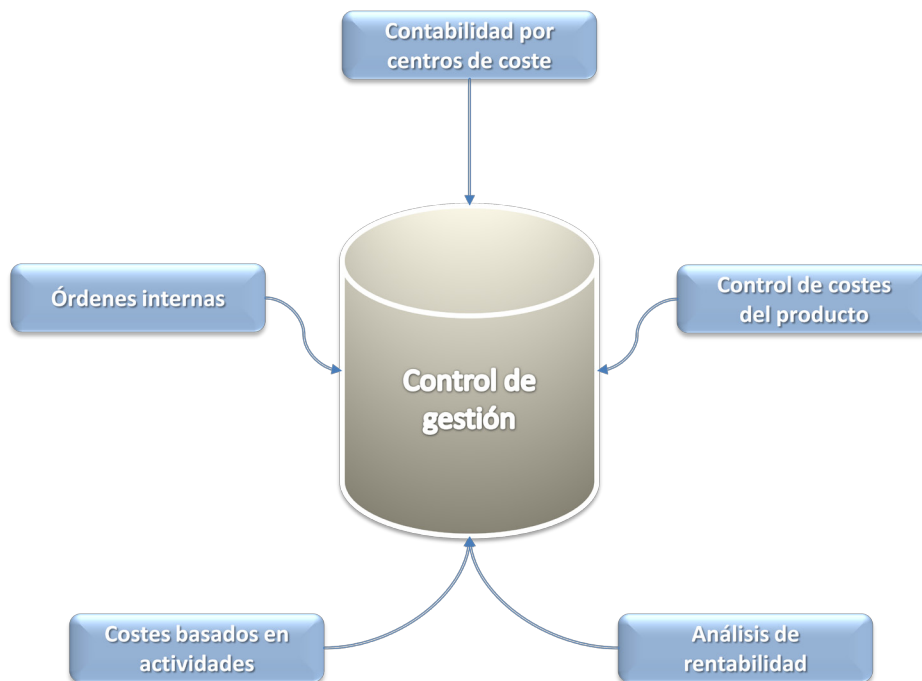 Contabilidad por
centros de coste
Órdenes internas
Control de costes
del producto
Control de
gestión
Costes basados en
actividades
Análisis de
rentabilidad